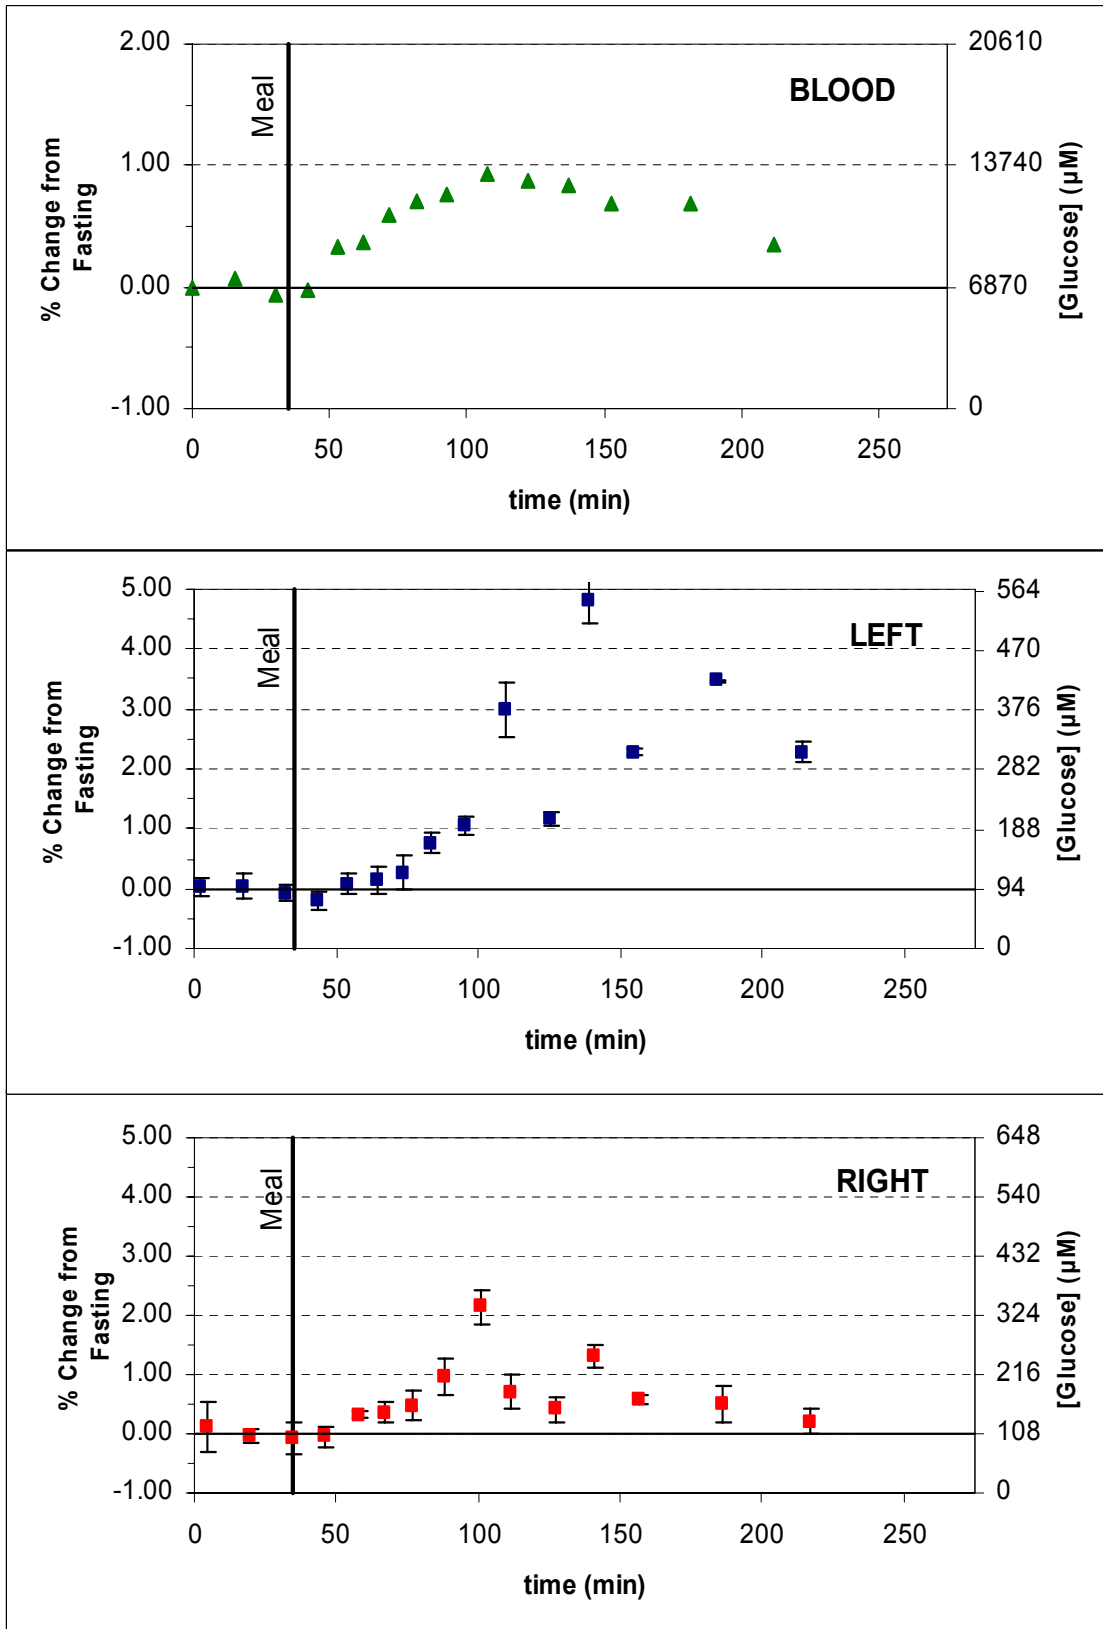 BLOOD
Meal
% Change from
Fasting
2.00
1.00
0.00
-1.00
20610
13740
6870
0
[Glucose] (µM)
0 50 100 150 200 250
time (min)
LEFT
Meal
% Change from
Fasting
5.00
4.00
3.00
2.00
1.00
0.00
-1.00
564
470
376
282
188
94
0
[Glucose] (µM)
0 50 100 150 200 250
time (min)
RIGHT
Meal
% Change from
Fasting
5.00
4.00
3.00
2.00
1.00
0.00
-1.00
648
540
432
324
216
108
0
[Glucose] (µM)
0 50 100 150 200 250
time (min)